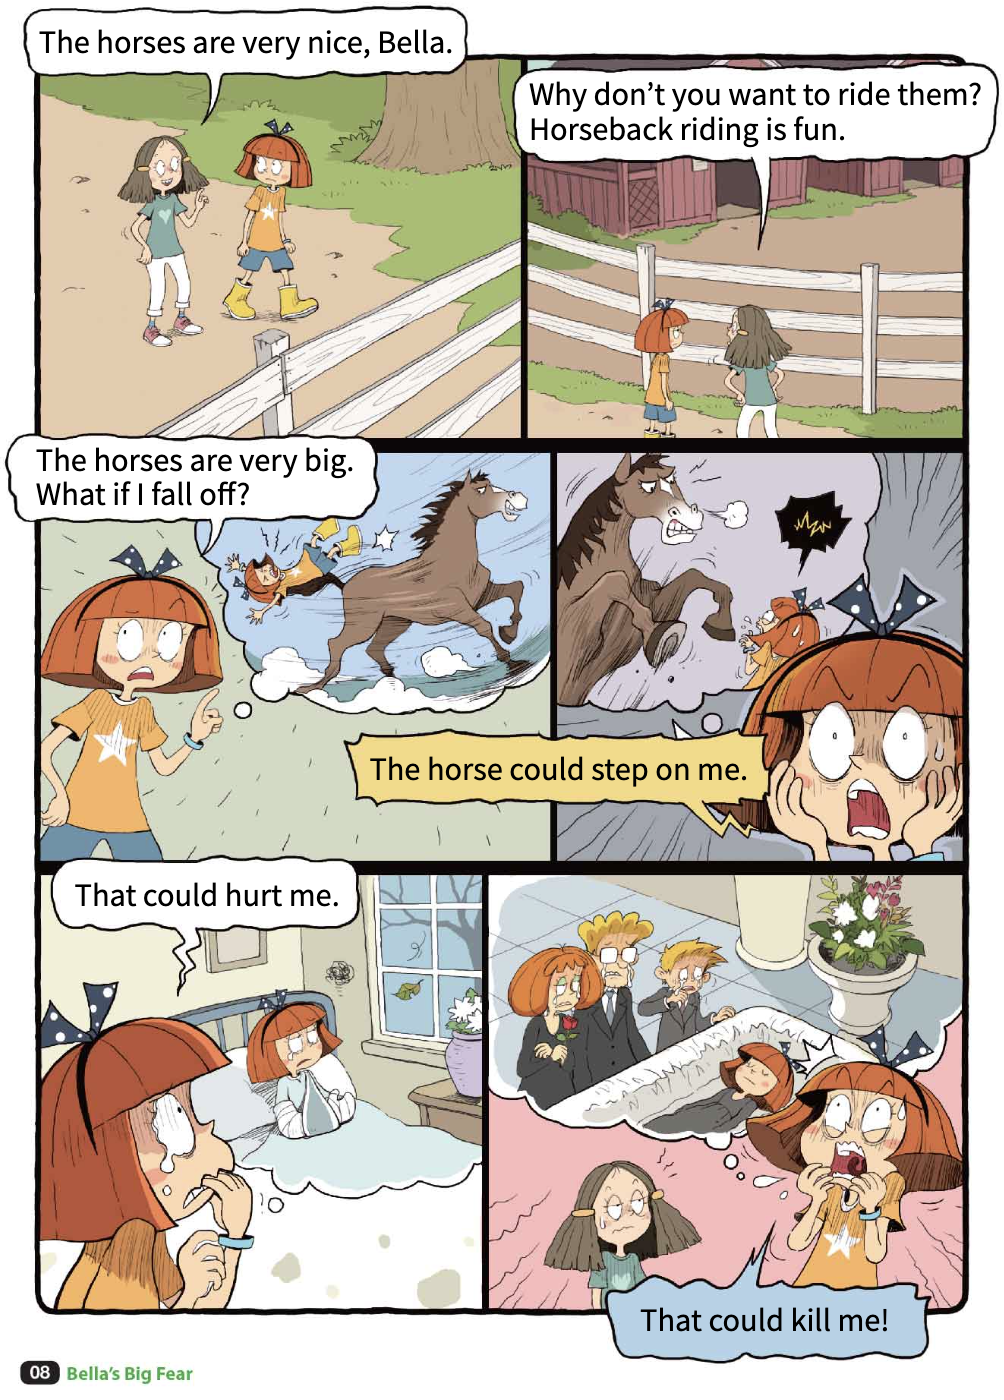 The horses are very nice, Bella.
Why don't you want to ride them?
Horseback riding is fun.
The horses are very big.
What if I fall off?
The horse could step on me.
That could hurt me.
That could kill me!
08 Bella's Big Fear